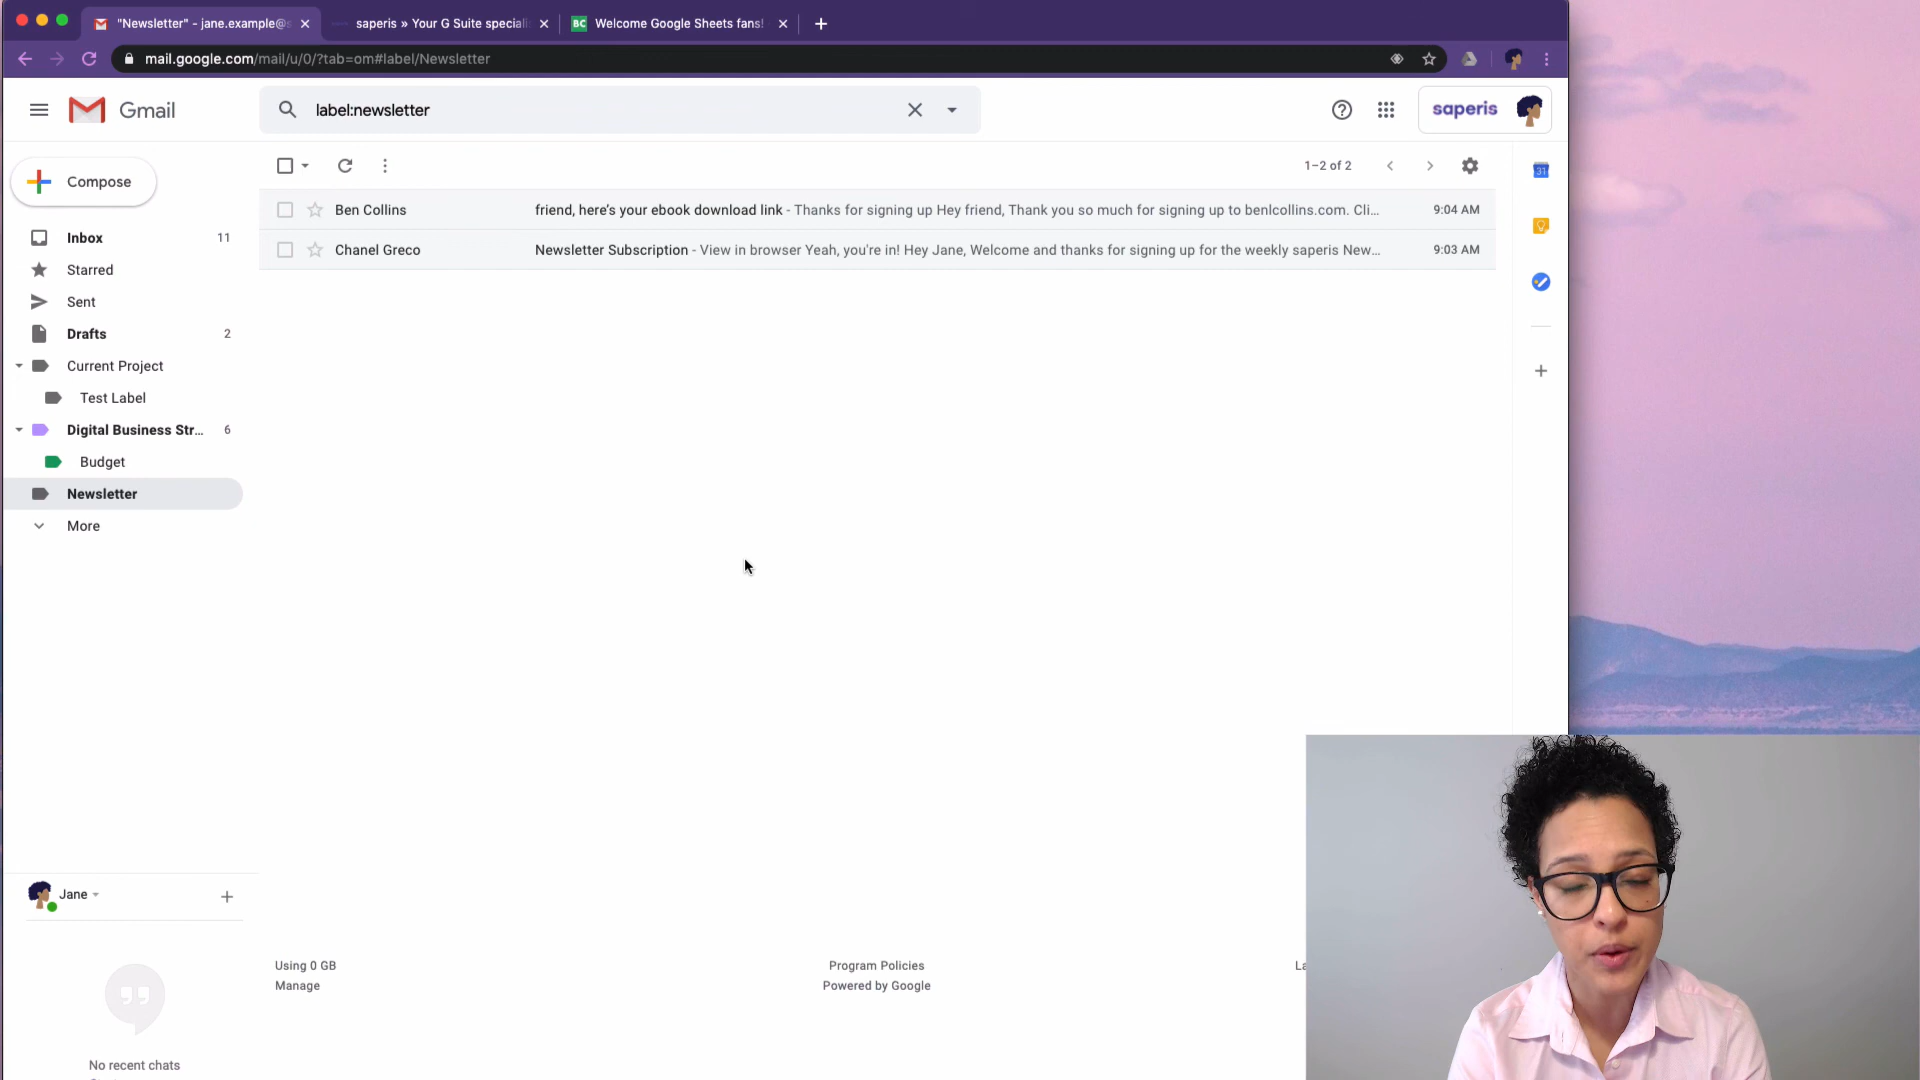 "Newsletter" - jane.example@
saperis » Your G Suite speciali
BC Welcome Google Sheets fans!
mail.google.com/mail/u/0/?tab=om#label/Newsletter
Gmail
label:newsletter
saperis
Compose
1–2 of 2
31
Ben Collins friend, here's your ebook download link - Thanks for signing up Hey friend, Thank you so much for signing up to benlcollins.com. Cli... 9:04 AM
Chanel Greco Newsletter Subscription - View in browser Yeah, you're in! Hey Jane, Welcome and thanks for signing up for the weekly saperis New... 9:03 AM
Inbox 11
Starred
Sent
Drafts 2
Current Project
Test Label
Digital Business Str... 6
Budget
Newsletter
More
Jane
Using 0 GB
Manage
Program Policies
Powered by Google
No recent chats